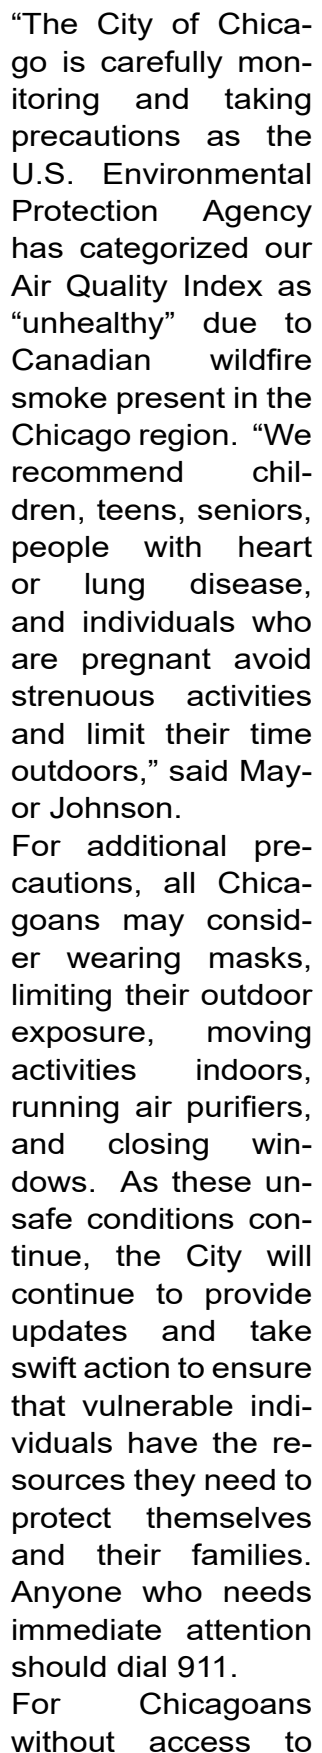 “The City of Chica-
go is carefully mon-
itoring and taking
precautions as the
U.S. Environmental
Protection Agency
has categorized our
Air Quality Index as
“unhealthy” due to
Canadian wildfire
smoke present in the
Chicago region. “We
recommend chil-
dren, teens, seniors,
people with heart
or lung disease,
and individuals who
are pregnant avoid
strenuous activities
and limit their time
outdoors,” said May-
or Johnson.
For additional pre-
cautions, all Chica-
goans may consid-
er wearing masks,
limiting their outdoor
exposure, moving
activities indoors,
running air purifiers,
and closing win-
dows. As these un-
safe conditions con-
tinue, the City will
continue to provide
updates and take
swift action to ensure
that vulnerable indi-
viduals have the re-
sources they need to
protect themselves
and their families.
Anyone who needs
immediate attention
should dial 911.
For Chicagoans
without access to